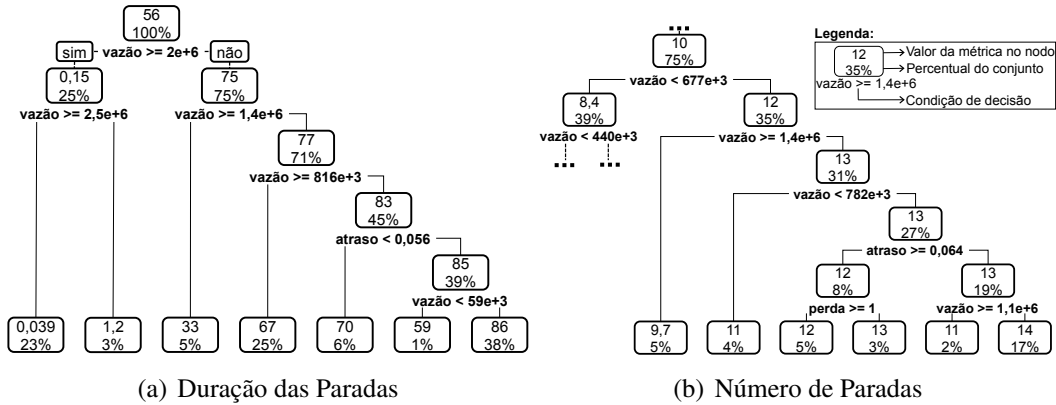 56
100%
sim
vazão >= 2e+6
não
0,15
25%
75
75%
vazão >= 2,5e+6
vazão >= 1,4e+6
77
71%
vazão >= 816e+3
83
45%
atraso < 0,056
85
39%
vazão < 59e+3
0,039
23%
1,2
3%
33
5%
67
25%
70
6%
59
1%
86
38%
(a) Duração das Paradas
10
75%
vazão < 677e+3
8,4
39%
12
35%
vazão < 440e+3
vazão >= 1,4e+6
13
31%
vazão < 782e+3
13
27%
atraso >= 0,064
12
8%
13
19%
perda >= 1
vazão >= 1,1e+6
9,7
5%
11
4%
12
5%
13
3%
11
2%
14
17%
(b) Número de Paradas
Legenda:
12
35%
vazão >= 1,4e+6
Valor da métrica no nodo
Percentual do conjunto
Condição de decisão